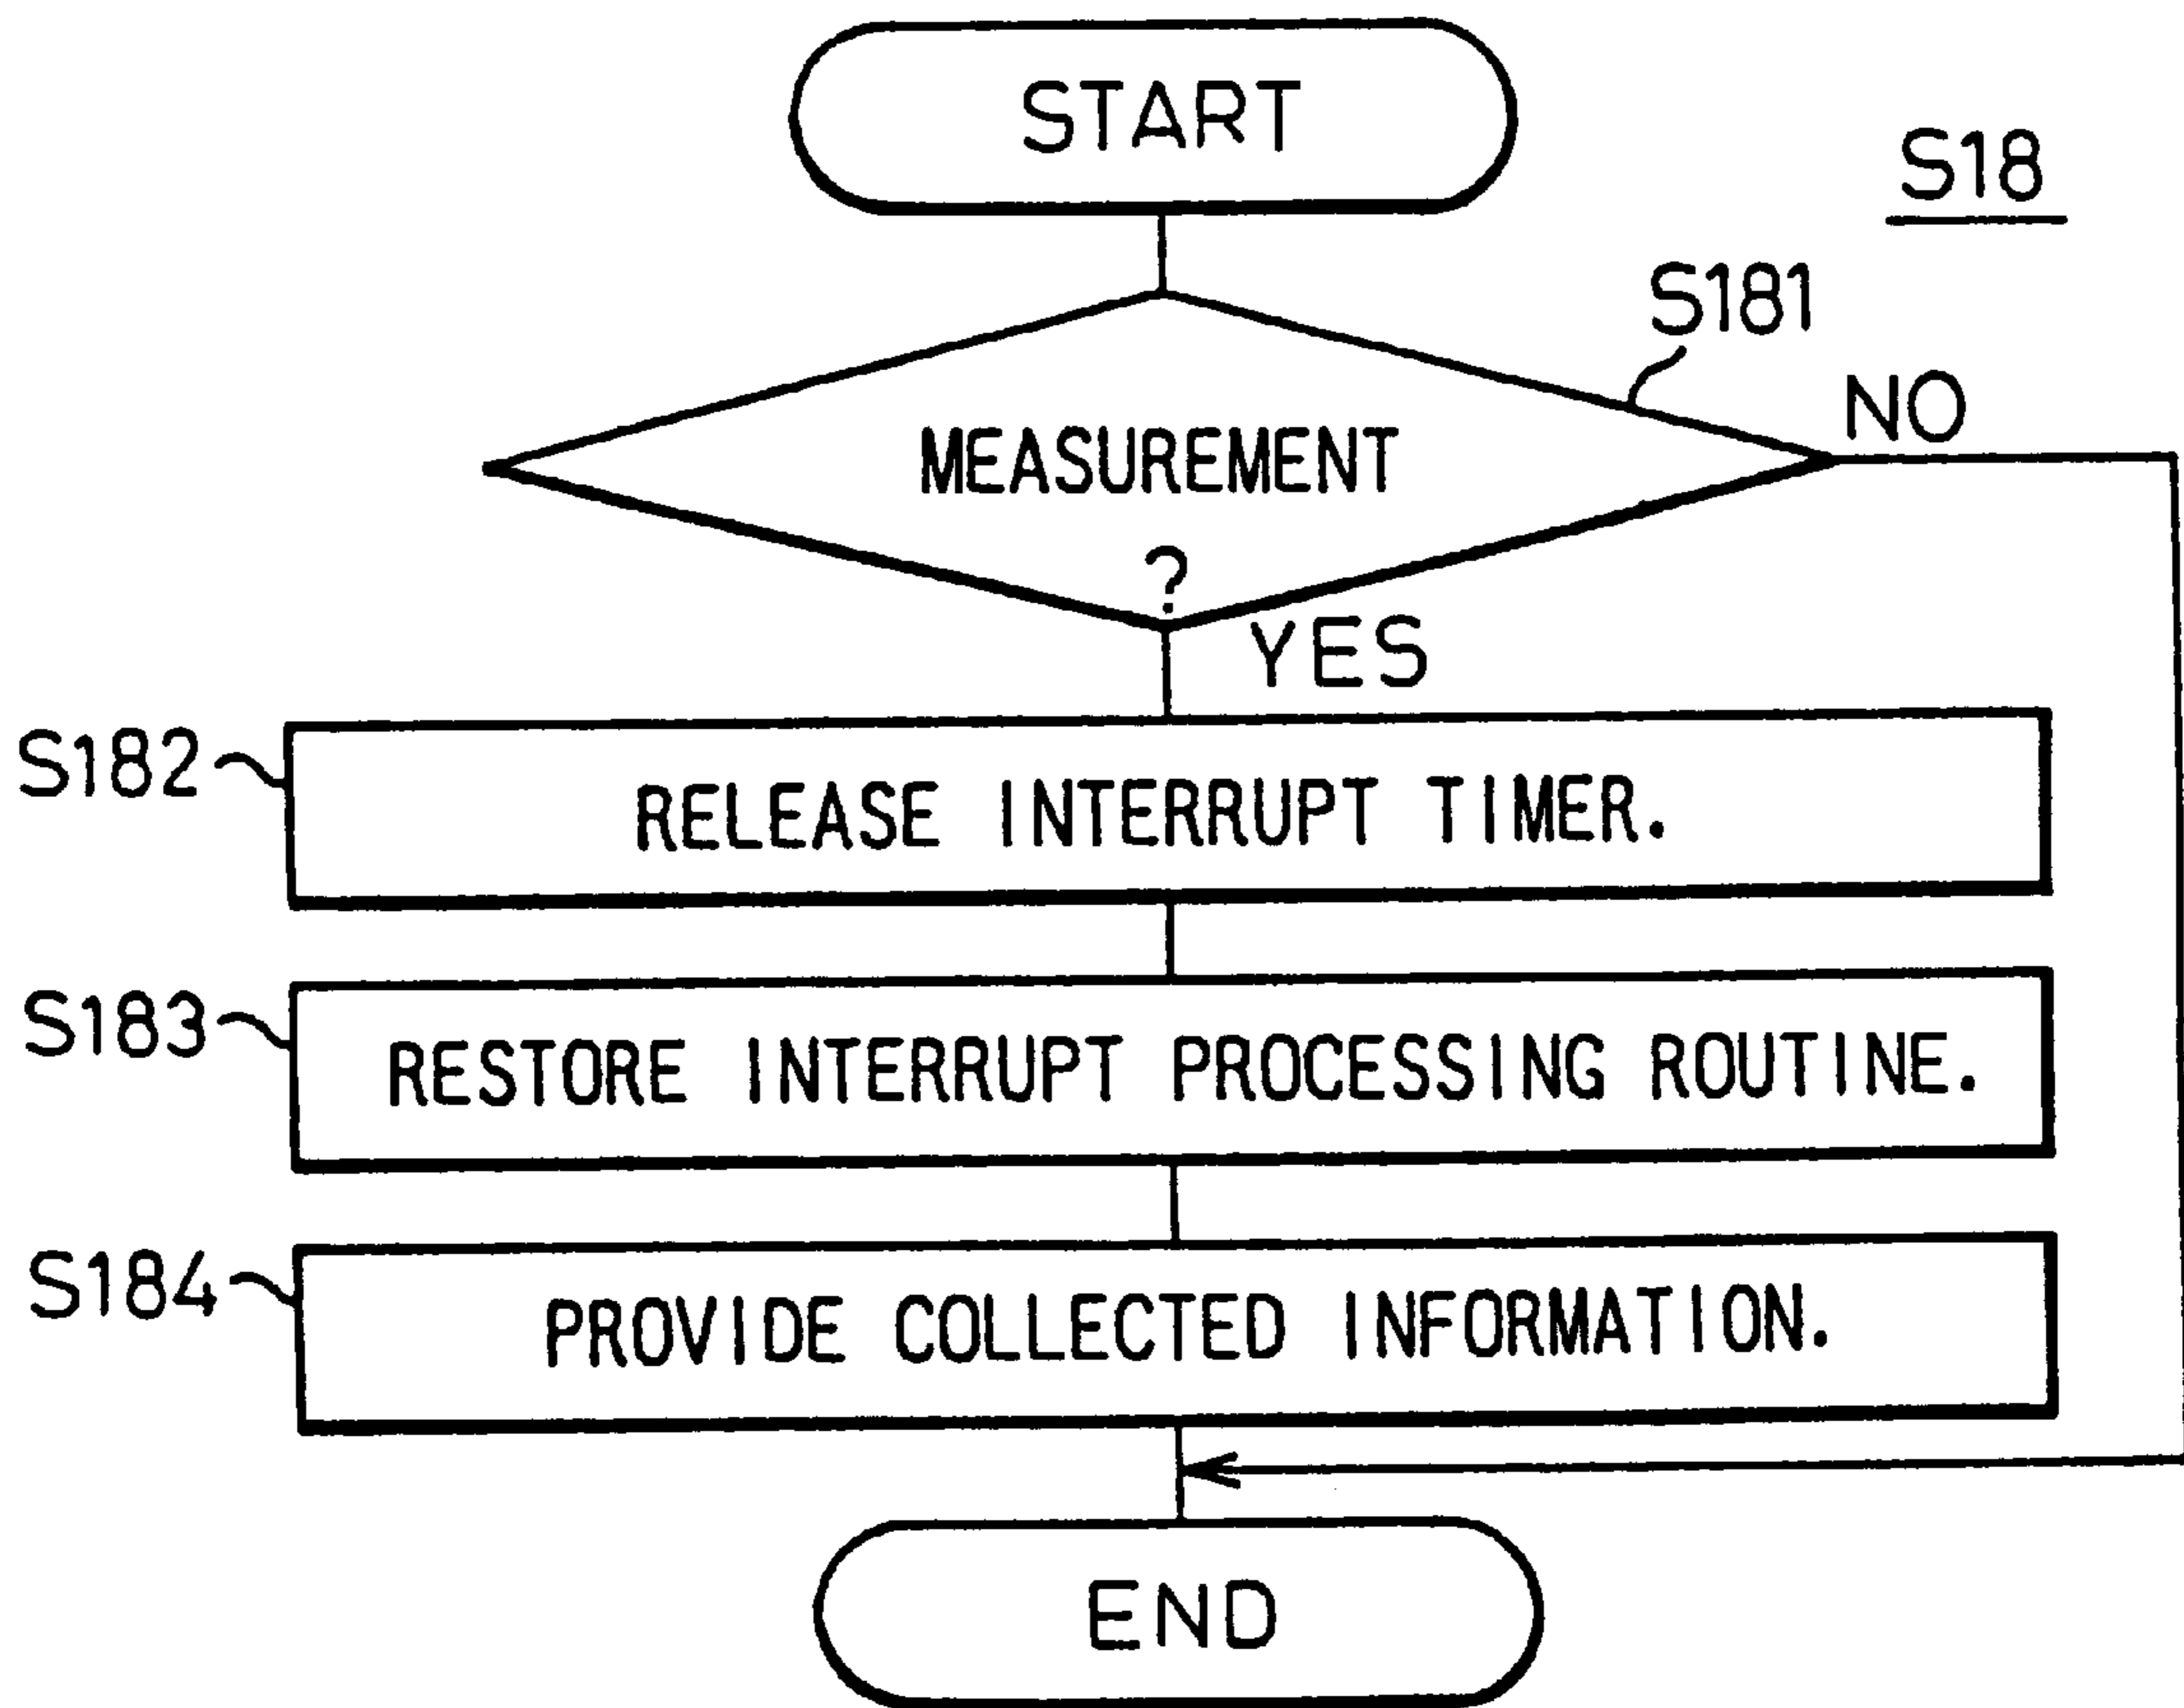 START
S18
S181
NO
MEASUREMENT
?
YES
S182
RELEASE INTERRUPT TIMER.
S183
RESTORE INTERRUPT PROCESSING ROUTINE.
S184
PROVIDE COLLECTED INFORMATION.
END